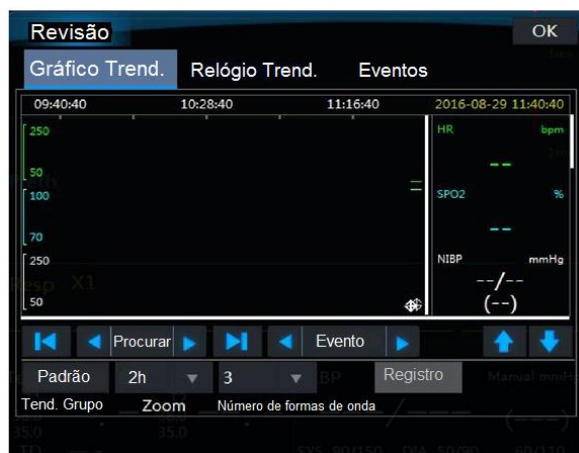 Revisão OK
Gráfico Trend. Relógio Trend. Eventos
09:40:40 10:28:40 11:16:40 2016-08-29 11:40:40
250 HR bpm
--
50
100 SPO2 %
--
70
250 NIBP mmHg
--/--
50 (--)
Procurar Evento
Padrão 2h 3 Registro
Tend. Grupo Zoom Número de formas de onda